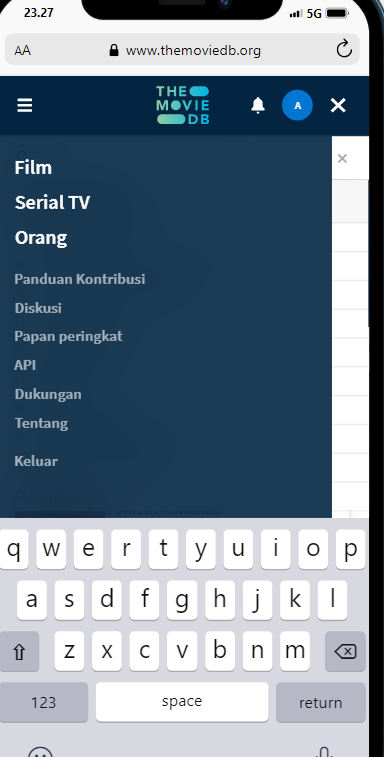 23.27
5G
AA
www.themoviedb.org
THE
MOVIE
DB
A
Film
Serial TV
Orang
Panduan Kontribusi
Diskusi
Papan peringkat
API
Dukungan
Tentang
Keluar
q w e r t y u i o p
a s d f g h j k l
z x c v b n m
123 space return